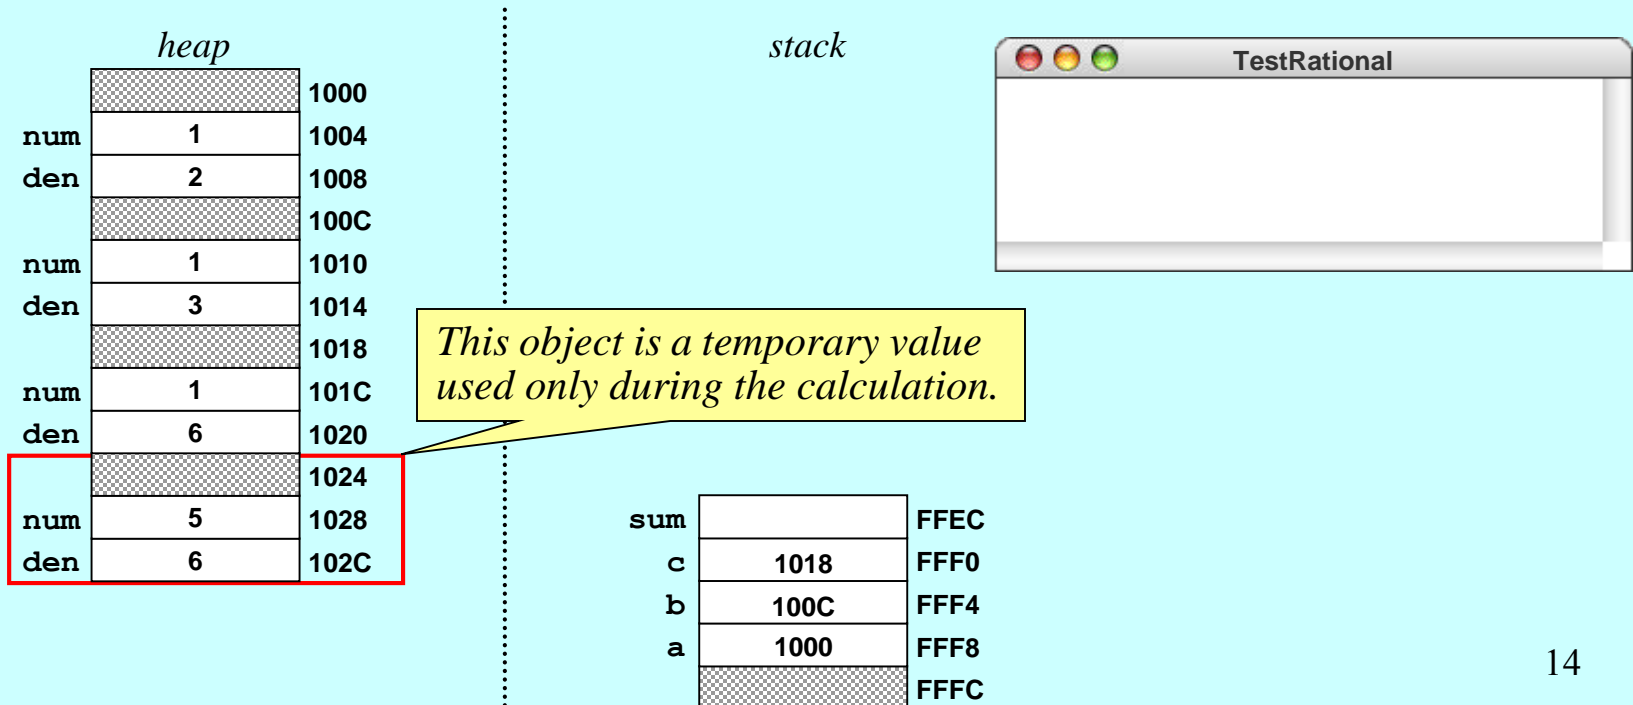 heap
stack
TestRational
1000
num 1 1004
den 2 1008
100C
num 1 1010
den 3 1014
1018
num 1 101C
den 6 1020
1024
num 5 1028
den 6 102C
This object is a temporary value
used only during the calculation.
sum FFEC
c 1018 FFF0
b 100C FFF4
a 1000 FFF8
FFFC
14